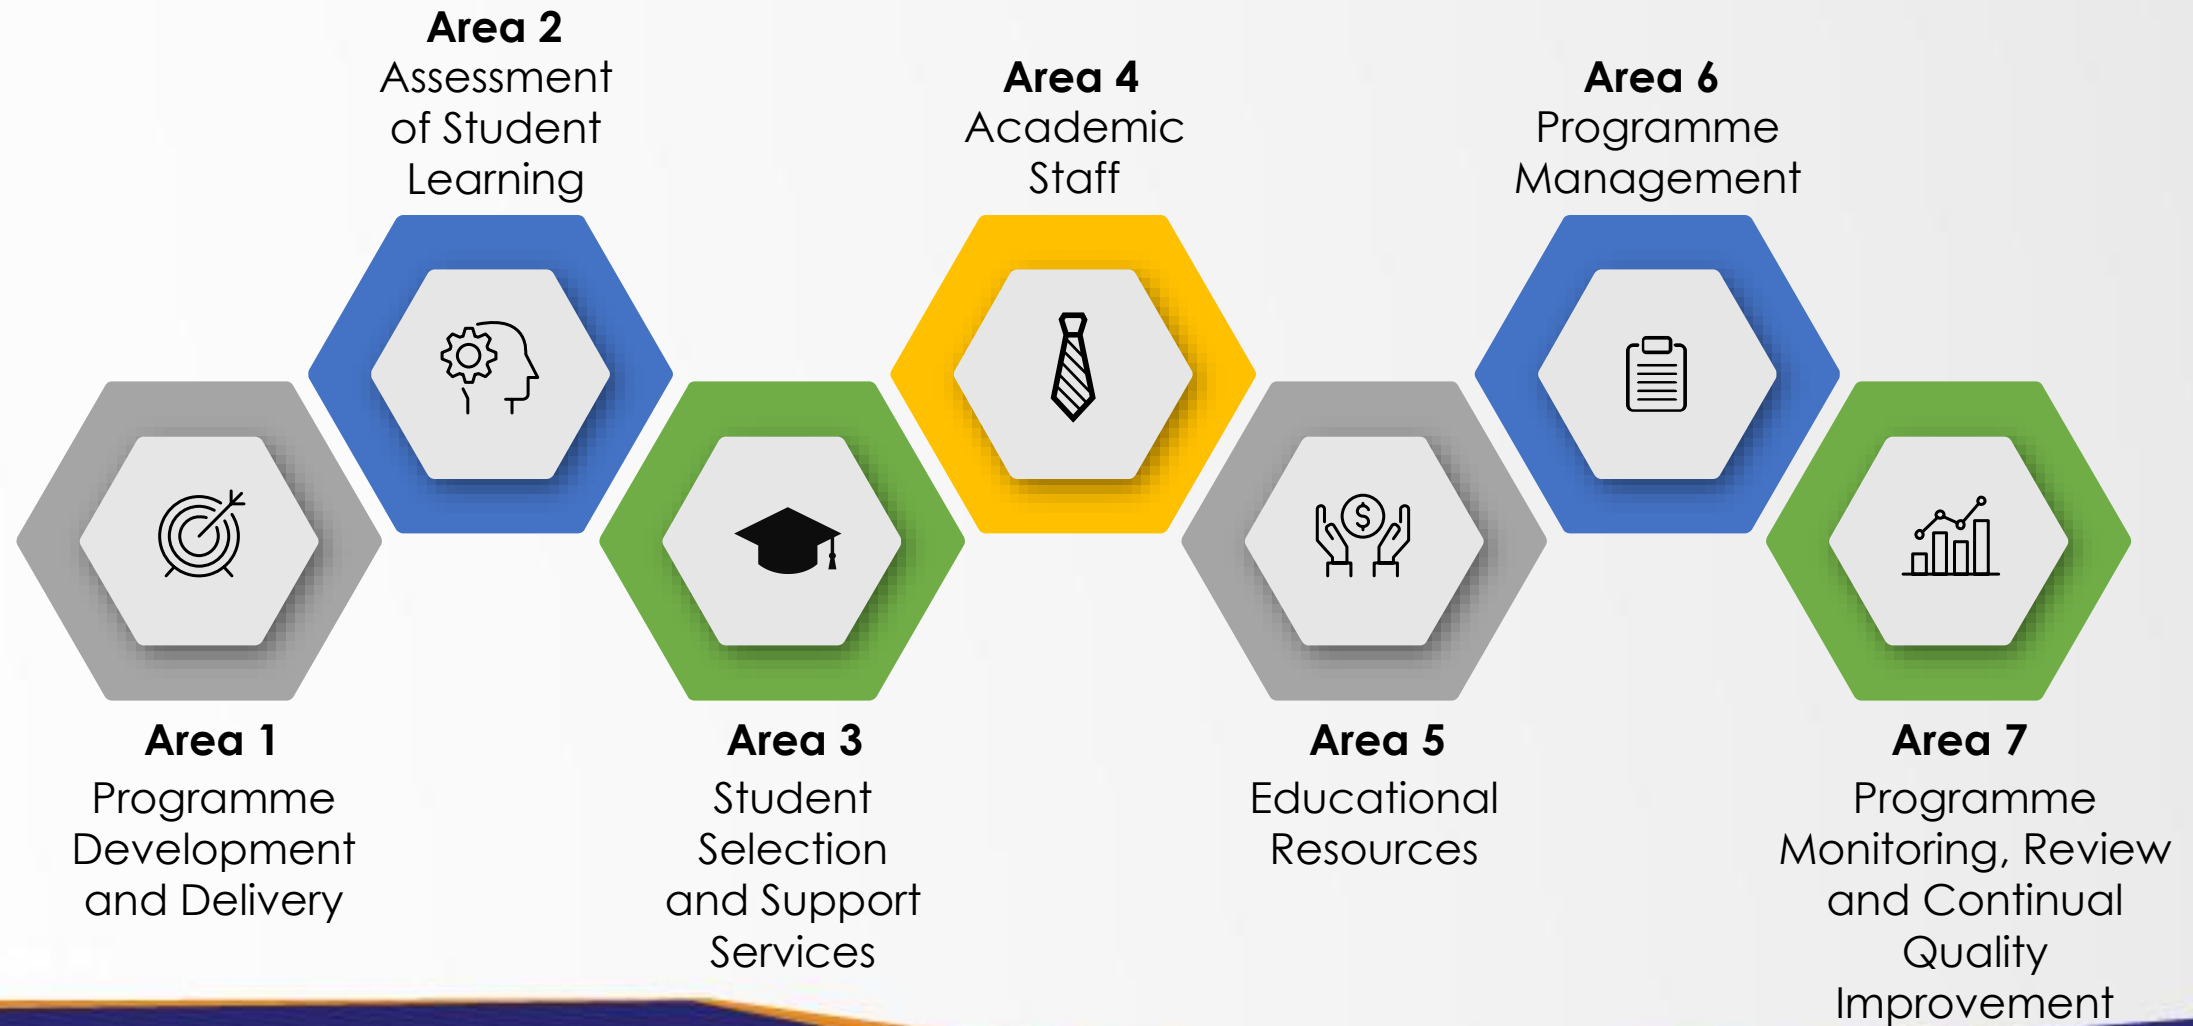 Area 1
Programme
Development
and Delivery
Area 2
Assessment
of Student
Learning
Area 3
Student
Selection
and Support
Services
Area 4
Academic
Staff
Area 5
Educational
Resources
$
Area 6
Programme
Management
Area 7
Programme
Monitoring, Review
and Continual
Quality
Improvement